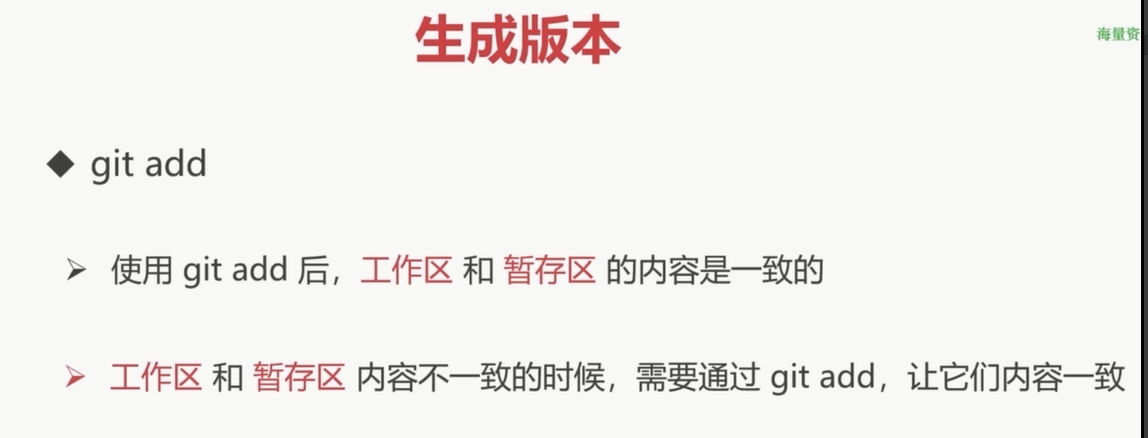 生成版本
海量资
git add
使用 git add 后，工作区 和 暂存区 的内容是一致的
工作区 和 暂存区 内容不一致的时候，需要通过 git add，让它们内容一致